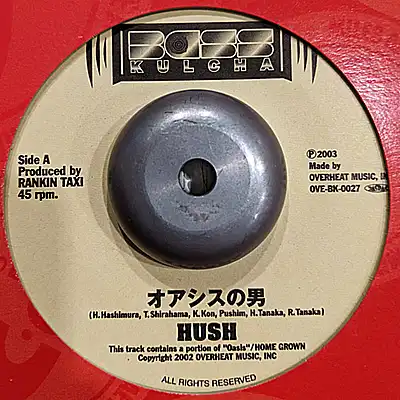 BASS
KULCHA
Side A
Produced by
RANKIN TAXI
45 rpm.
℗2003
Made by
OVERHEAT MUSIC,
OVE-BK-0027
オアシスの男
(H.Hashimura, T.Shirahama, K.Kon, Pushim, H.Tanaka, R.Tanaka)
HUSH
This track contains a portion of "Oasis"/HOME GROWN
Copyright 2002 OVERHEAT MUSIC, INC
ALL RIGHTS RESERVED